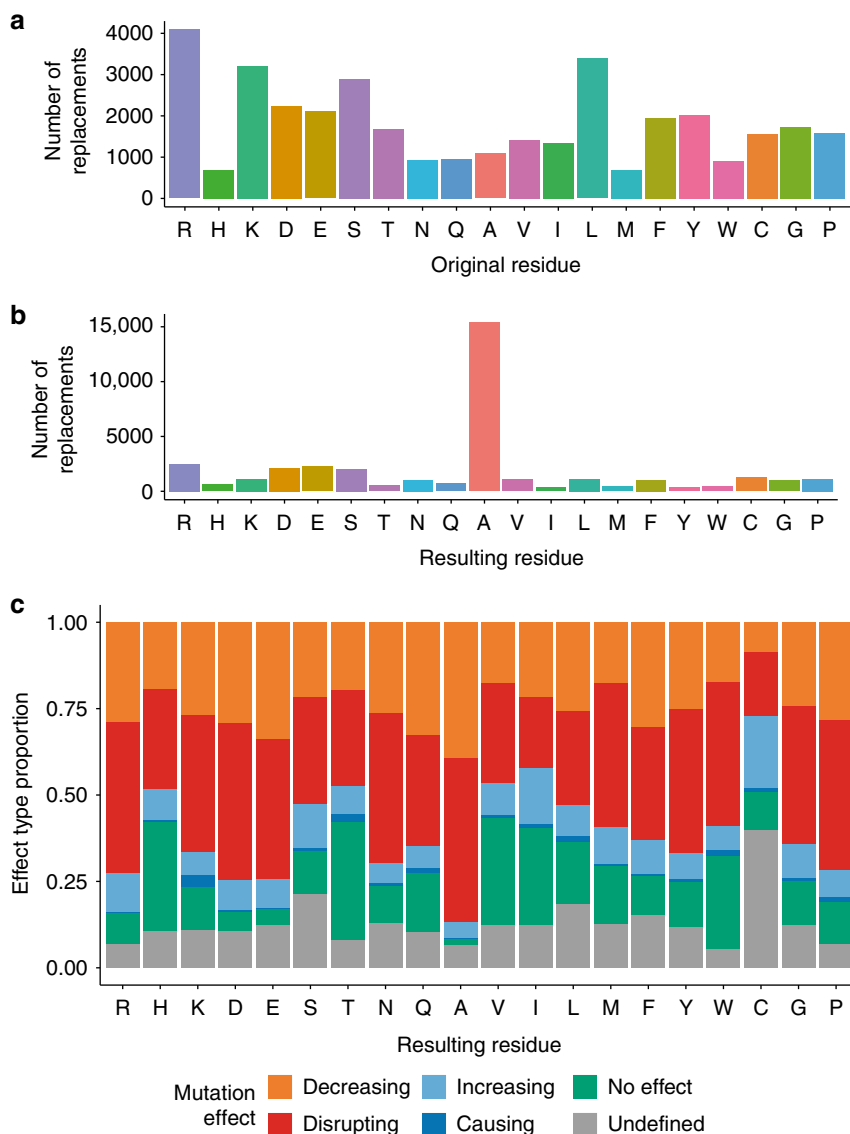 a
Number of
replacements
4000
3000
2000
1000
0
R H K D E S T N Q A V I L M F Y W C G P
Original residue
b
Number of
replacements
15,000
10,000
5000
0
R H K D E S T N Q A V I L M F Y W C G P
Resulting residue
c
Effect type proportion
1.00
0.75
0.50
0.25
0.00
R H K D E S T N Q A V I L M F Y W C G P
Resulting residue
Mutation
effect
Decreasing Increasing No effect
Disrupting Causing Undefined